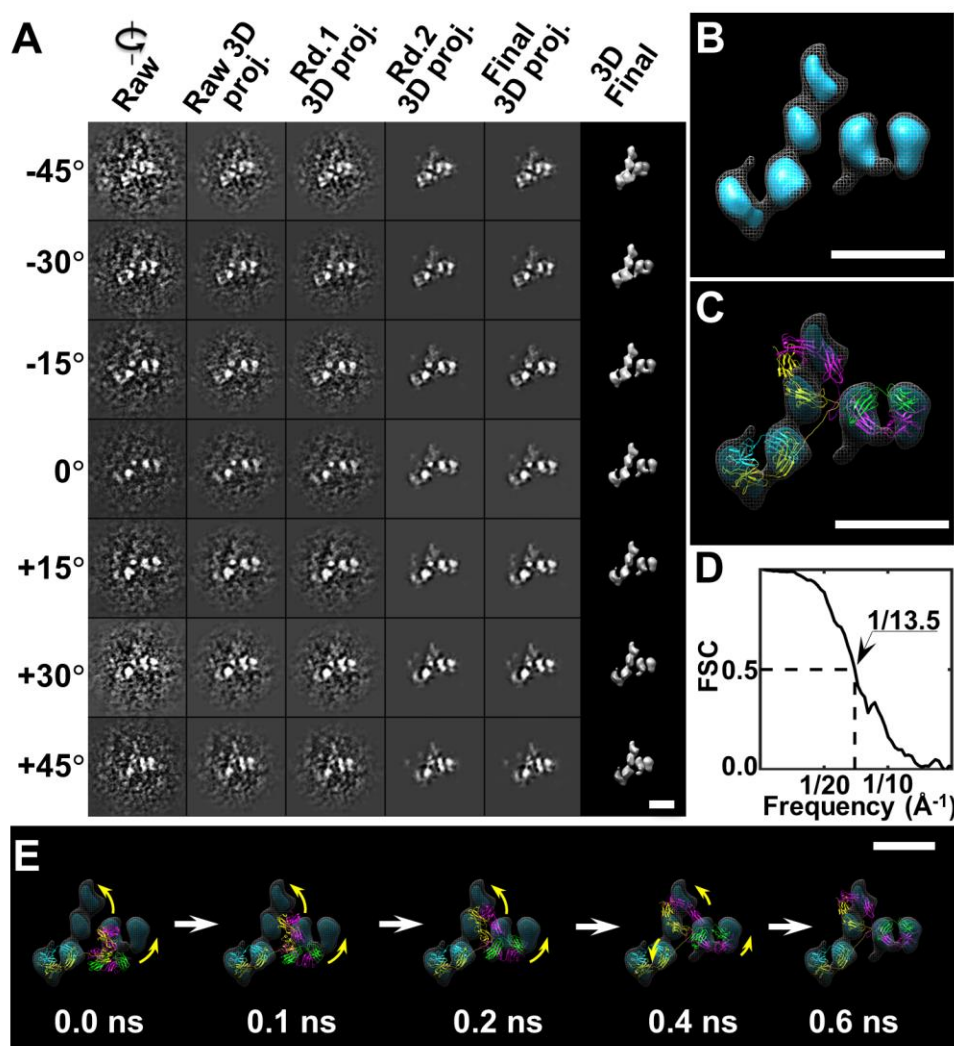 A
Raw
Raw 3D
proj.
Rd.1
3D proj.
Rd.2
3D proj.
Final
3D proj.
3D
Final
-45°
-30°
-15°
0°
+15°
+30°
+45°
B
C
D
1/13.5
FSC
0.5
0.0
1/20
1/10
Frequency (Å⁻¹)
E
0.0 ns
0.1 ns
0.2 ns
0.4 ns
0.6 ns